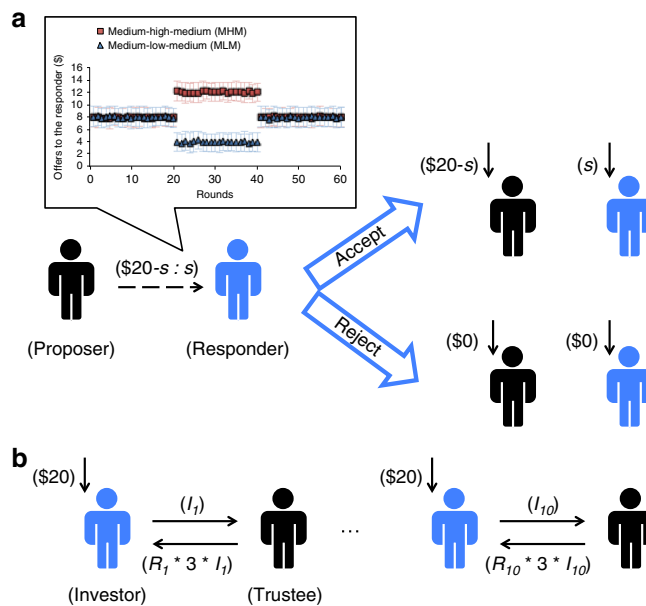 a
Medium-high-medium (MHM)
Medium-low-medium (MLM)
Offers to the responder ($)
16
14
12
10
8
6
4
2
0
0 10 20 30 40 50 60
Rounds
($20-s : s)
(Proposer) (Responder)
Accept
Reject
($20-s) (s)
($0) ($0)
b
($20) ($20)
(I1) (I10)
...
(R1 * 3 * I1) (R10 * 3 * I10)
(Investor) (Trustee)